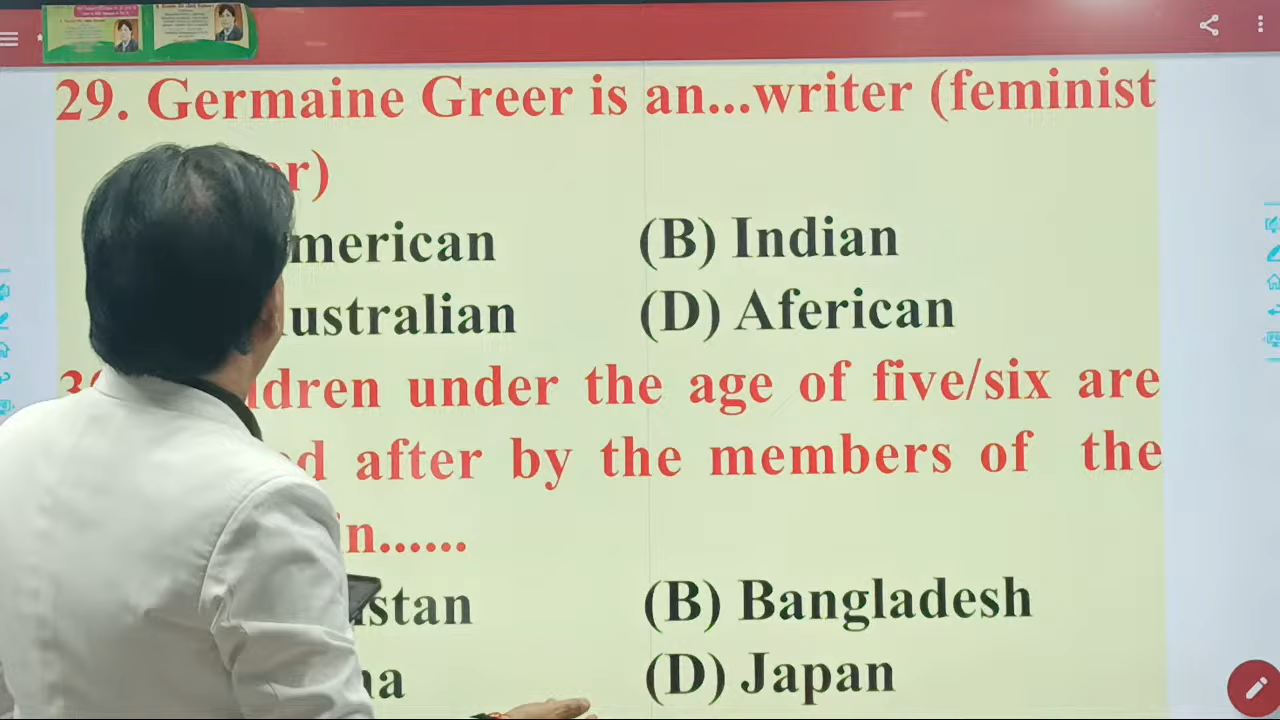 29. Germaine Greer is an...writer (feminist
r)
merican (B) Indian
ustralian (D) Aferican
dren under the age of five/six are
after by the members of the
in......
stan (B) Bangladesh
(D) Japan